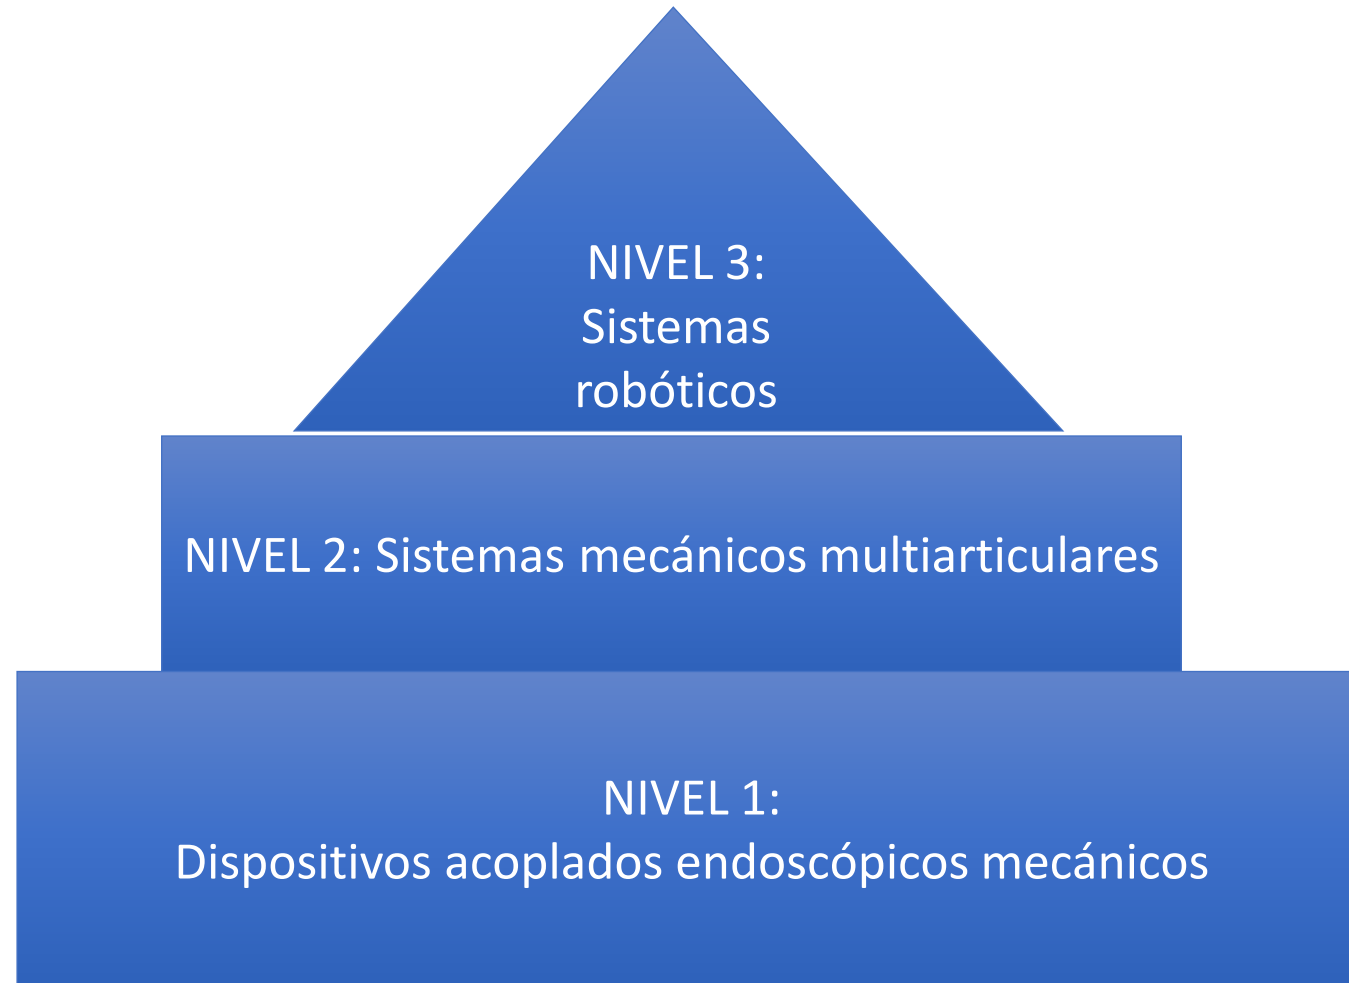 NIVEL 3:
Sistemas
robóticos
NIVEL 2: Sistemas mecánicos multiarticulares
NIVEL 1:
Dispositivos acoplados endoscópicos mecánicos